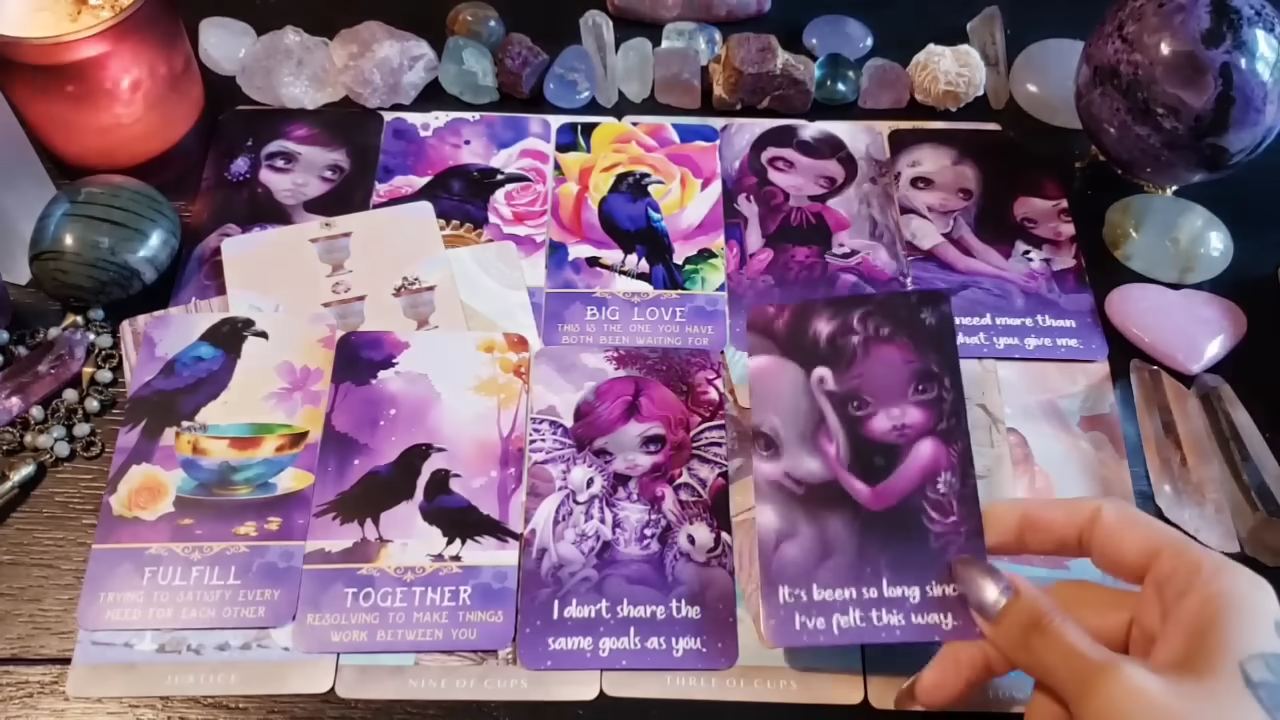 BIG LOVE
THIS IS THE ONE YOU HAVE
BOTH BEEN WAITING FOR
need more than
what you give me.
FULFILL
TRYING TO SATISFY EVERY
NEED FOR EACH OTHER
TOGETHER
RESOLVING TO MAKE THINGS
WORK BETWEEN YOU
I don't share the
same goals as you.
It's been so long sinc
I've felt this way.
JUSTICE
NINE OF CUPS
THREE OF CUPS